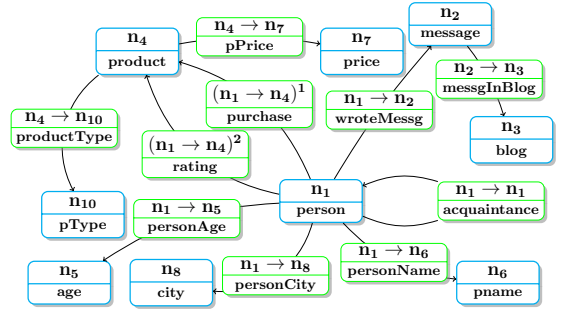 n₂
message
n₄
product
n₄ → n₇
pPrice
n₇
price
n₂ → n₃
messgInBlog
(n₁ → n₄)¹
purchase
n₁ → n₂
wroteMessg
n₄ → n₁₀
productType
(n₁ → n₄)²
rating
n₃
blog
n₁
person
n₁ → n₁
acquaintance
n₁₀
pType
n₁ → n₅
personAge
n₁ → n₆
personName
n₅
age
n₈
city
n₁ → n₈
personCity
n₆
pname